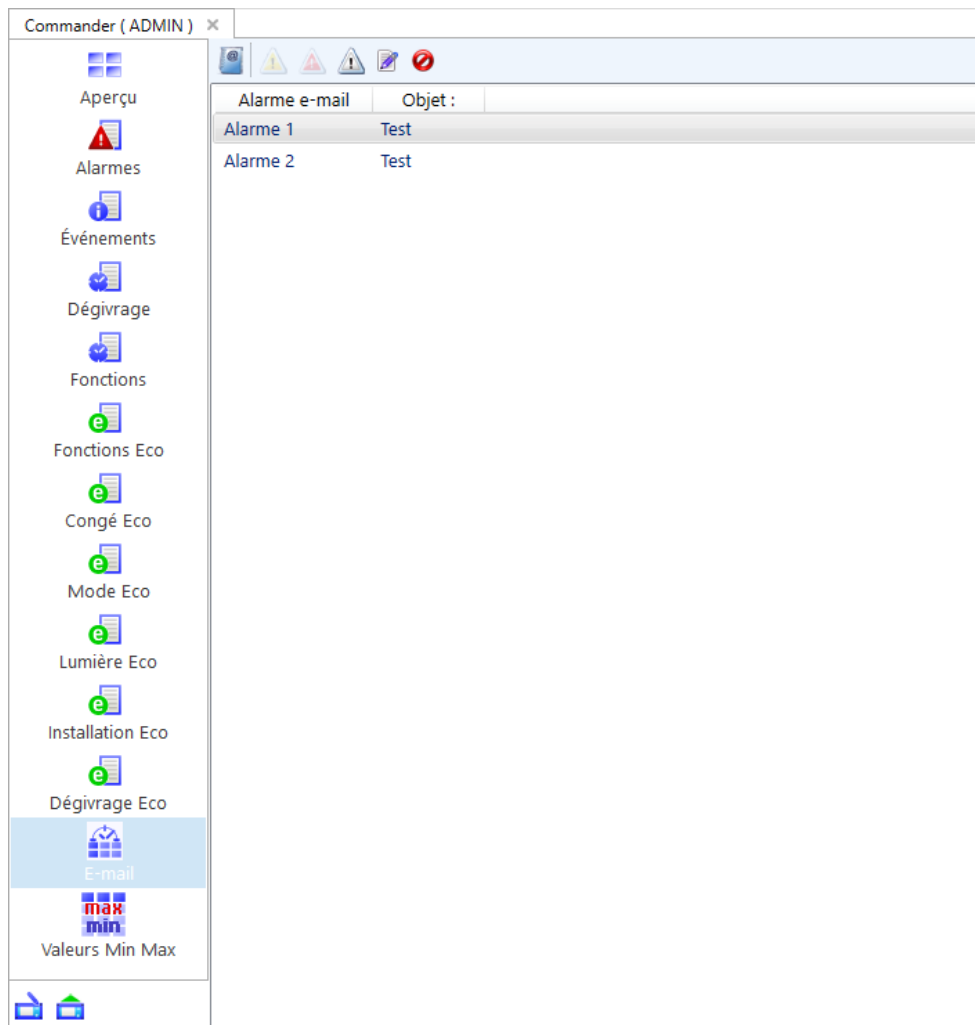 Commander ( ADMIN )
Aperçu
Alarmes
Événements
Dégivrage
Fonctions
Fonctions Eco
Congé Eco
Mode Eco
Lumière Eco
Installation Eco
Dégivrage Eco
E-mail
max
min
Valeurs Min Max
Alarme e-mail Objet :
Alarme 1 Test
Alarme 2 Test